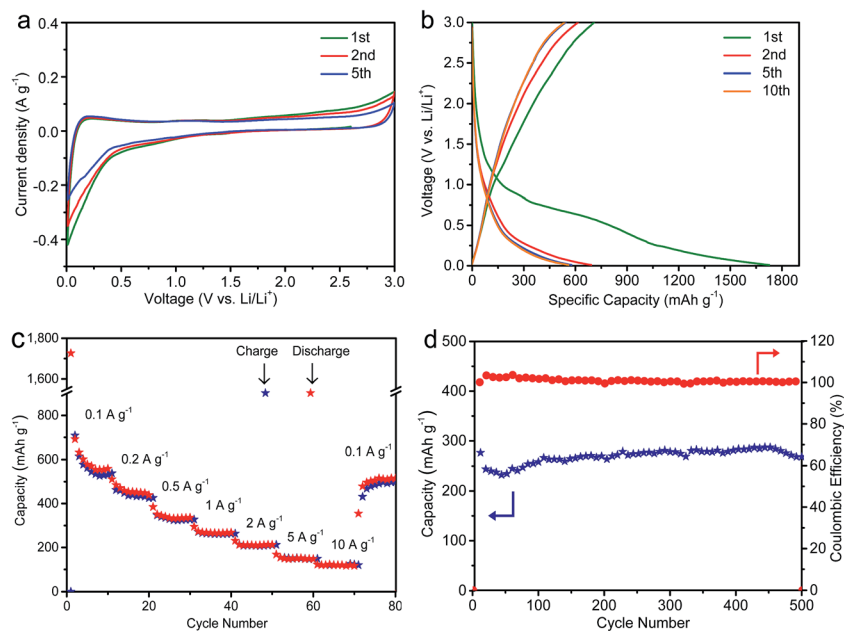 a
1st
2nd
5th
Current density (A g-1)
0.4
0.2
0.0
-0.2
-0.4
0.0 0.5 1.0 1.5 2.0 2.5 3.0
Voltage (V vs. Li/Li+)
b
1st
2nd
5th
10th
Voltage (V vs. Li/Li+)
3.0
2.5
2.0
1.5
1.0
0.5
0.0
0 300 600 900 1200 1500 1800
Specific Capacity (mAh g-1)
c
Charge Discharge
Capacity (mAh g-1)
1,800
1,600
800
600
400
200
0
0.1 A g-1
0.2 A g-1
0.5 A g-1
1 A g-1
2 A g-1
5 A g-1
10 A g-1
0.1 A g-1
0 20 40 60 80
Cycle Number
d
Capacity (mAh g-1)
500
450
400
350
300
250
200
150
100
50
0
120
100
80
60
40
20
0
Coulombic Efficiency (%)
0 100 200 300 400 500
Cycle Number